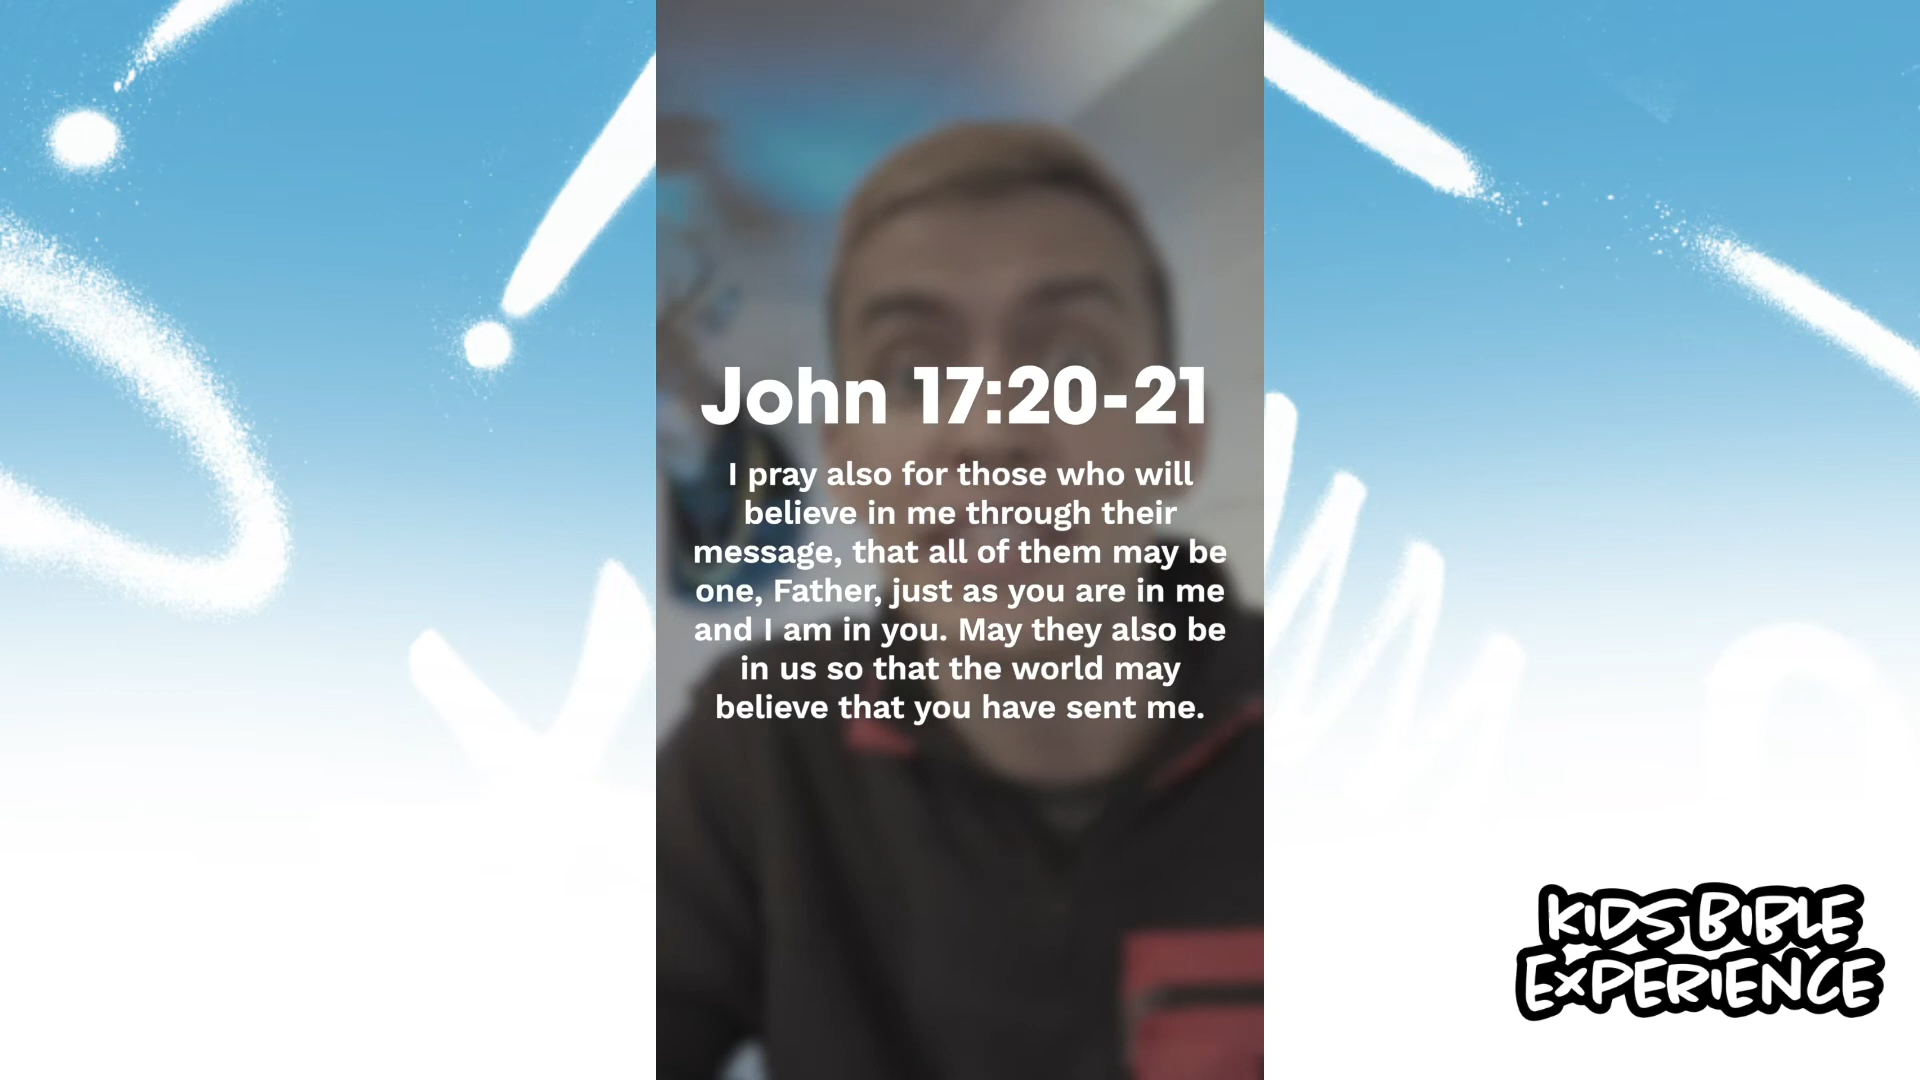 John 17:20-21
I pray also for those who will
believe in me through their
message, that all of them may be
one, Father, just as you are in me
and I am in you. May they also be
in us so that the world may
believe that you have sent me.
KIDS BIBLE
EXPERIENCE